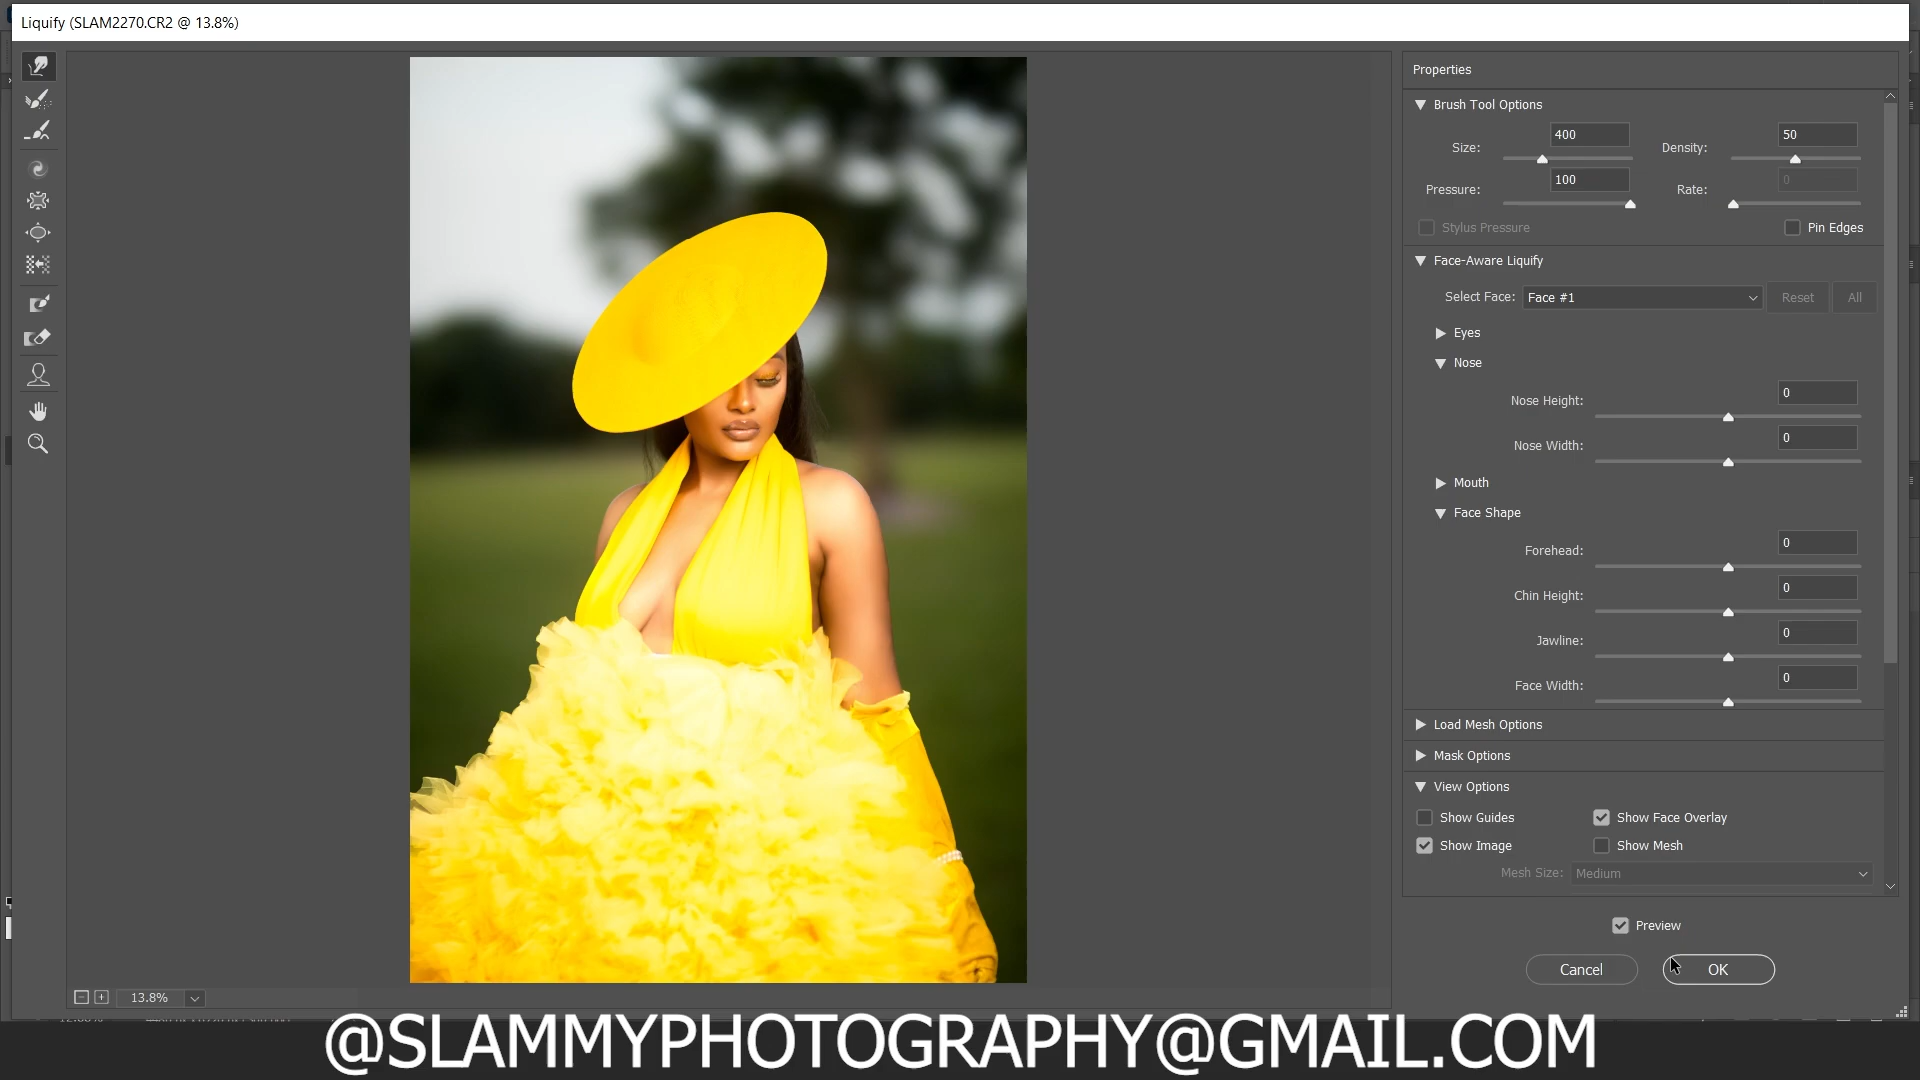 Liquify (SLAM2270.CR2 @ 13.8%)
Properties
Brush Tool Options
Size: 400 Density: 50
Pressure: 100 Rate: 0
Stylus Pressure Pin Edges
Face-Aware Liquify
Select Face: Face #1 Reset All
Eyes
Nose
Nose Height: 0
Nose Width: 0
Mouth
Face Shape
Forehead: 0
Chin Height: 0
Jawline: 0
Face Width: 0
Load Mesh Options
Mask Options
View Options
Show Guides Show Face Overlay
Show Image Show Mesh
Mesh Size: Medium
Preview
Cancel OK
13.8%
@SLAMMYPHOTOGRAPHY@GMAIL.COM